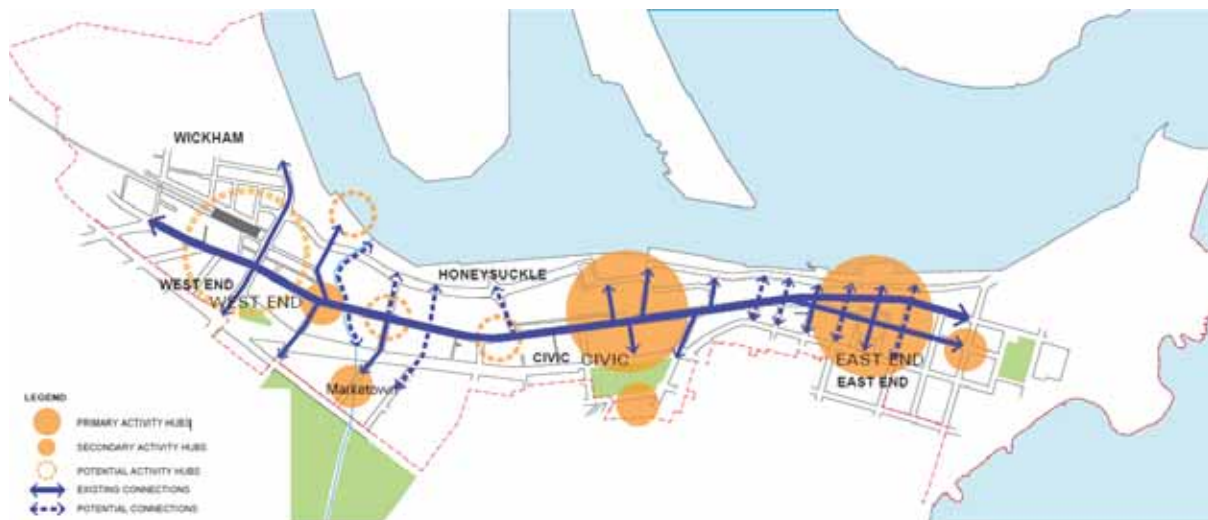 WICKHAM
HONEYSUCKLE
WEST END
WEST END
CIVIC CIVIC
EAST END
EAST END
Marketown
LEGEND
PRIMARY ACTIVITY HUBS
SECONDARY ACTIVITY HUBS
POTENTIAL ACTIVITY HUBS
EXISTING CONNECTIONS
POTENTIAL CONNECTIONS